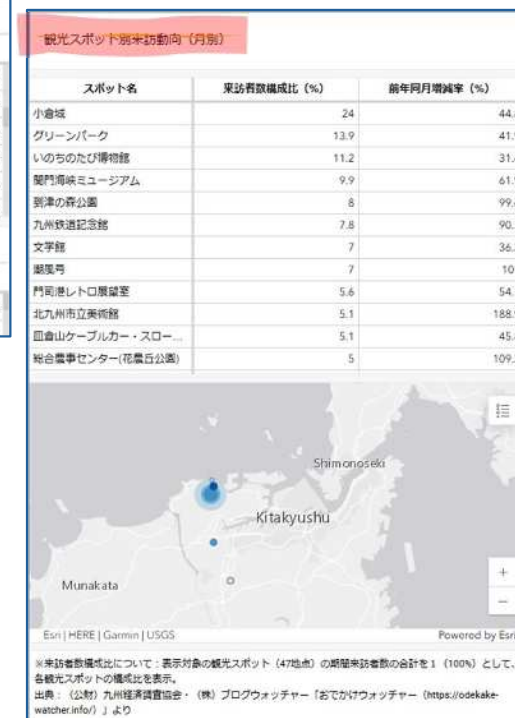 観光スポット別来訪動向（月別）
スポット名 来訪者数構成比（%） 前年同月増減率（%）
小倉城 24 44.
グリーンパーク 13.9 41.
いのちのたび博物館 11.2 31.
関門海峡ミュージアム 9.9 61.
到津の森公園 8 99.
九州鉄道記念館 7.8 90.
文学館 7 36.
潮風号 7 10
門司港レトロ展望室 5.6 54.
北九州市立美術館 5.1 188.
皿倉山ケーブルカー・スロー... 5.1 45.
総合農事センター(花農丘公園) 5 109.
Shimonoseki
Kitakyushu
Munakata
Esri | HERE | Garmin | USGS Powered by Esri
※来訪者数構成比について：表示対象の観光スポット（47地点）の期間来訪者数の合計を1（100%）として、
各観光スポットの構成比を表示。
出典：（公財）九州経済調査協会・（株）ブログウォッチャー「おでかけウォッチャー（https://odekake-
watcher.info/）」より